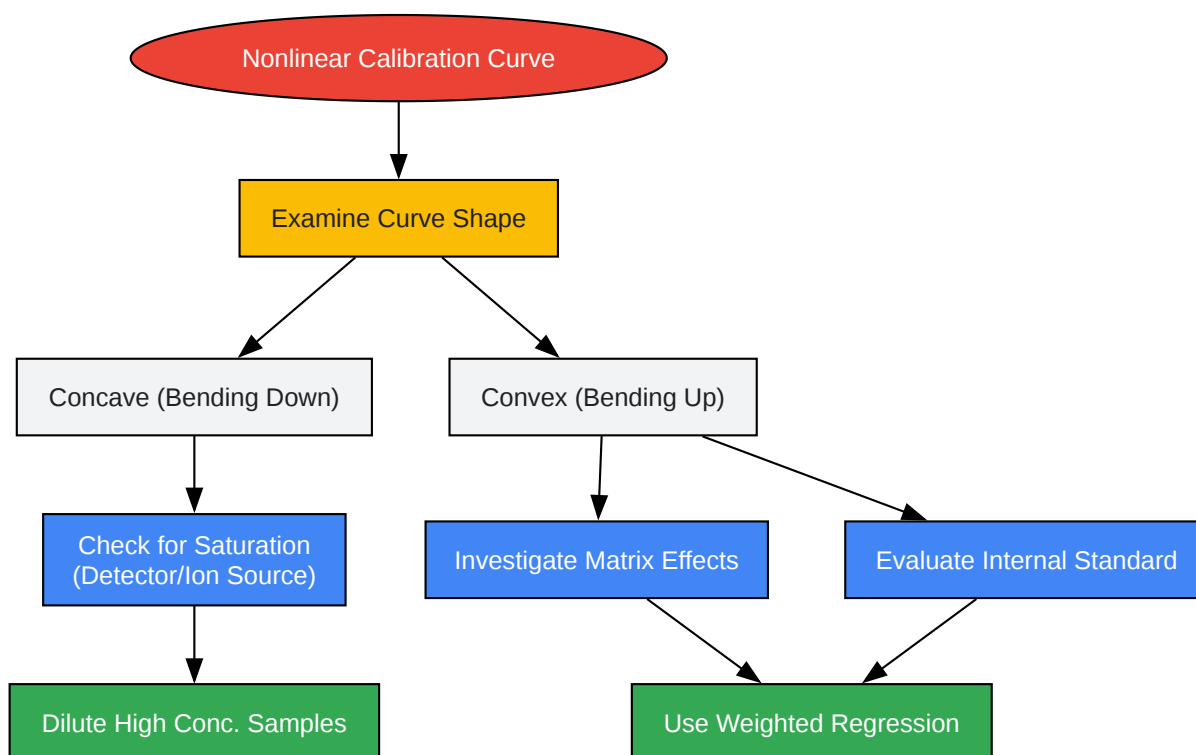 Nonlinear Calibration Curve
Examine Curve Shape
Concave (Bending Down)
Convex (Bending Up)
Check for Saturation
(Detector/Ion Source)
Investigate Matrix Effects
Evaluate Internal Standard
Dilute High Conc. Samples
Use Weighted Regression